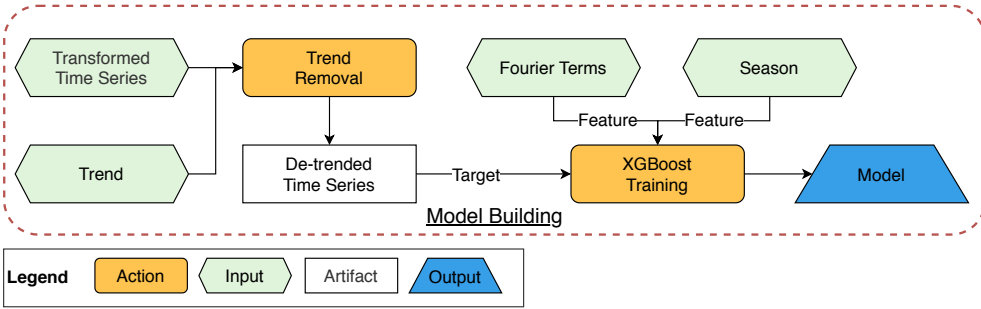 Transformed
Time Series
Trend
Removal
Fourier Terms
Season
Feature
Feature
Trend
De-trended
Time Series
Target
XGBoost
Training
Model
Model Building
Legend
Action
Input
Artifact
Output